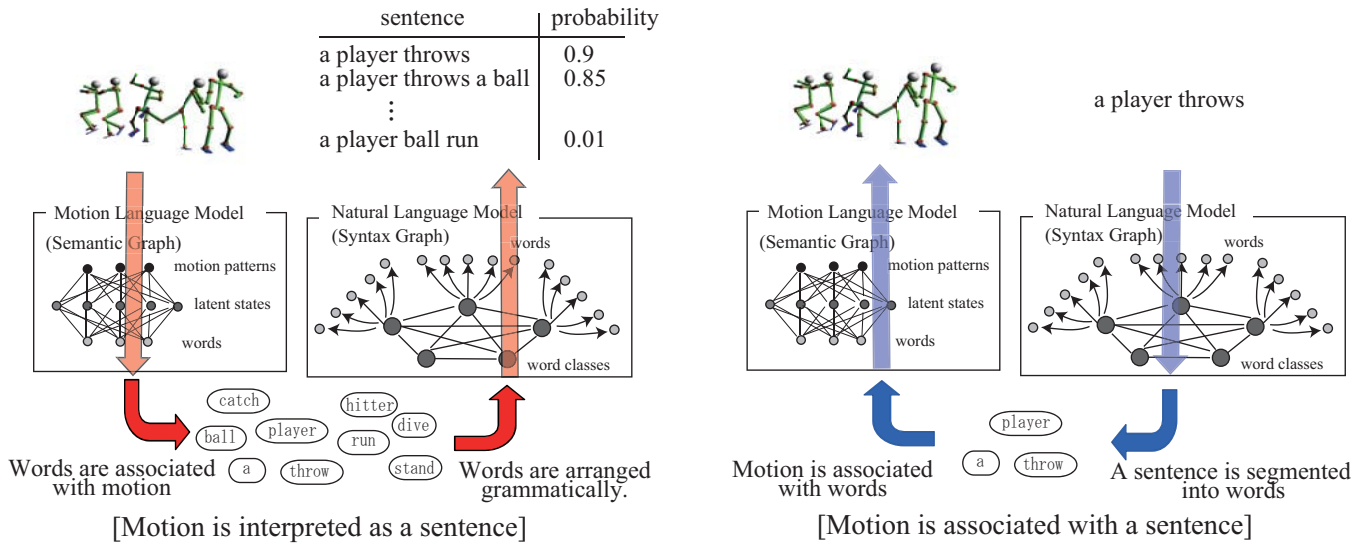 sentence probability
a player throws 0.9
a player throws a ball 0.85
⋮
a player ball run 0.01
Motion Language Model
(Semantic Graph)
motion patterns
latent states
words
Natural Language Model
(Syntax Graph)
words
word classes
catch
hitter
ball
player
run
dive
a
throw
stand
Words are associated
with motion
Words are arranged
grammatically.
[Motion is interpreted as a sentence]
a player throws
Motion Language Model
(Semantic Graph)
motion patterns
latent states
words
Natural Language Model
(Syntax Graph)
words
word classes
player
a
throw
Motion is associated
with words
A sentence is segmented
into words
[Motion is associated with a sentence]